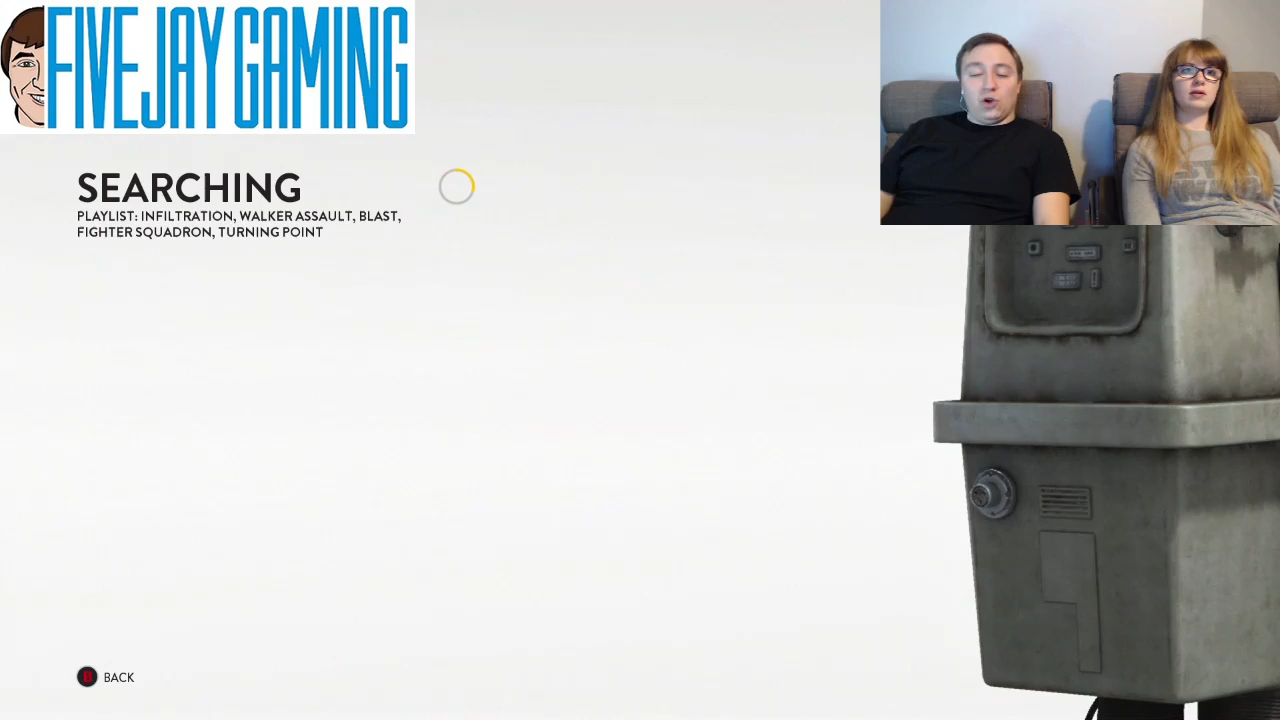 FIVEJAY GAMING
SEARCHING
PLAYLIST: INFILTRATION, WALKER ASSAULT, BLAST,
FIGHTER SQUADRON, TURNING POINT
BACK